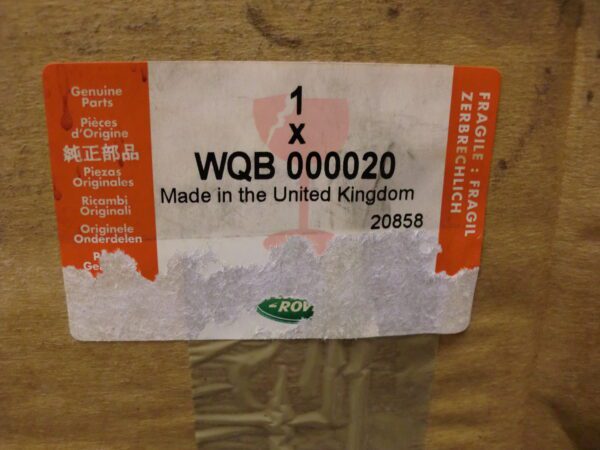 Genuine
Parts
Pièces
d'Origine
純正部品
Piezas
Originales
Ricambi
Originali
Originele
Onderdelen
1
x
WQB 000020
Made in the United Kingdom
20858
-ROV
FRAGILE : FRAGIL
ZERBRECHLICH